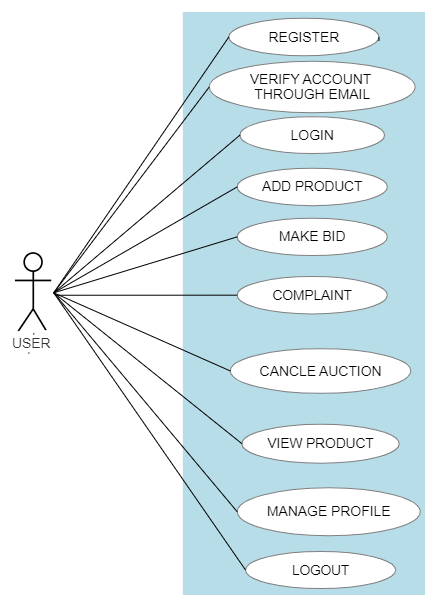 REGISTER
VERIFY ACCOUNT
THROUGH EMAIL
LOGIN
ADD PRODUCT
MAKE BID
COMPLAINT
USER
CANCLE AUCTION
VIEW PRODUCT
MANAGE PROFILE
LOGOUT